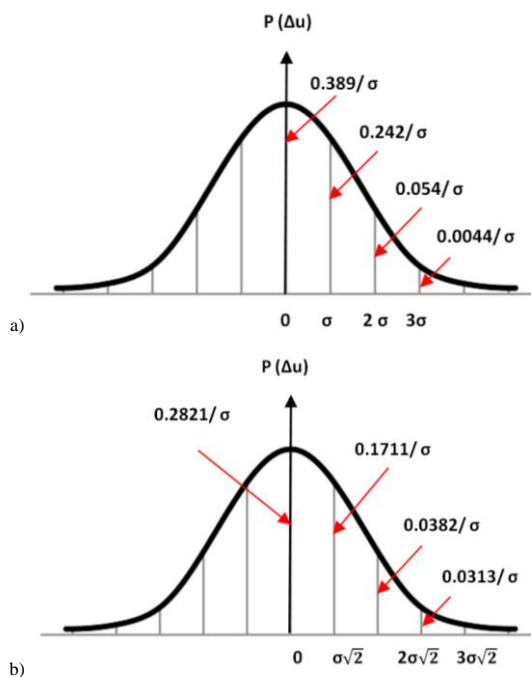 P (Δu)
0.389/ σ
0.242/ σ
0.054/ σ
0.0044/ σ
0 σ 2 σ 3σ
a)
P (Δu)
0.2821/ σ
0.1711/ σ
0.0382/ σ
0.0313/ σ
0 σ√2 2σ√2 3σ√2
b)